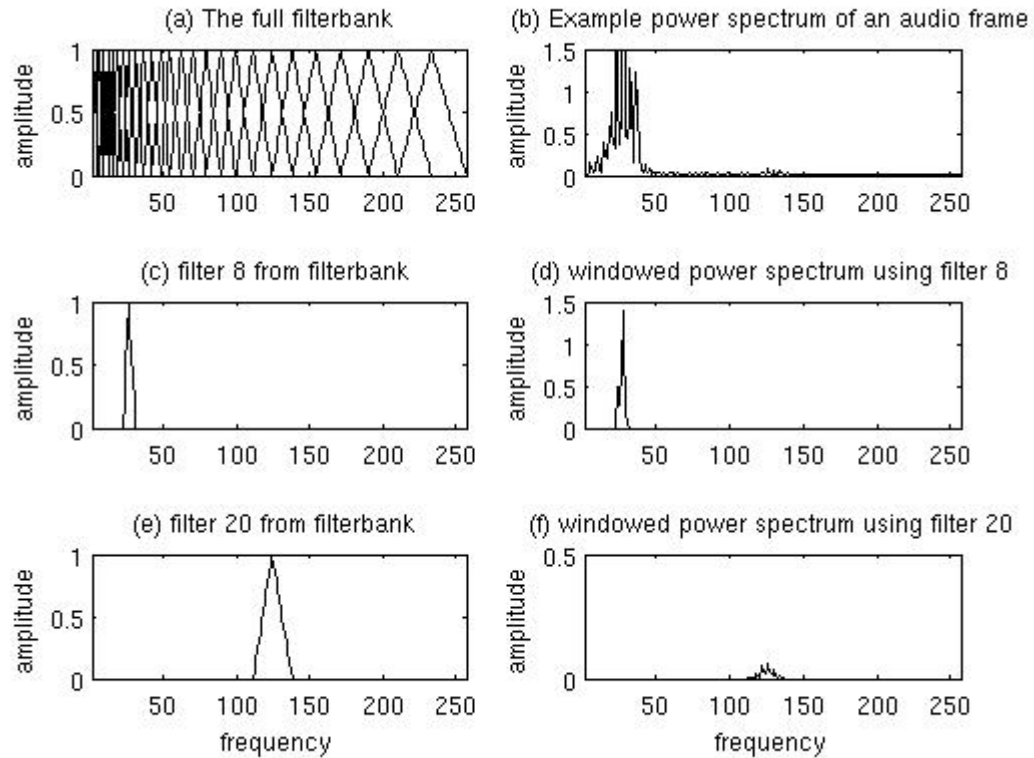 (a) The full filterbank
(b) Example power spectrum of an audio frame
1
0.5
0
amplitude
50 100 150 200 250
1.5
1
0.5
0
amplitude
50 100 150 200 250
(c) filter 8 from filterbank
(d) windowed power spectrum using filter 8
1
0.5
0
amplitude
50 100 150 200 250
1.5
1
0.5
0
amplitude
50 100 150 200 250
(e) filter 20 from filterbank
(f) windowed power spectrum using filter 20
1
0.5
0
amplitude
50 100 150 200 250
frequency
0.5
0
amplitude
50 100 150 200 250
frequency